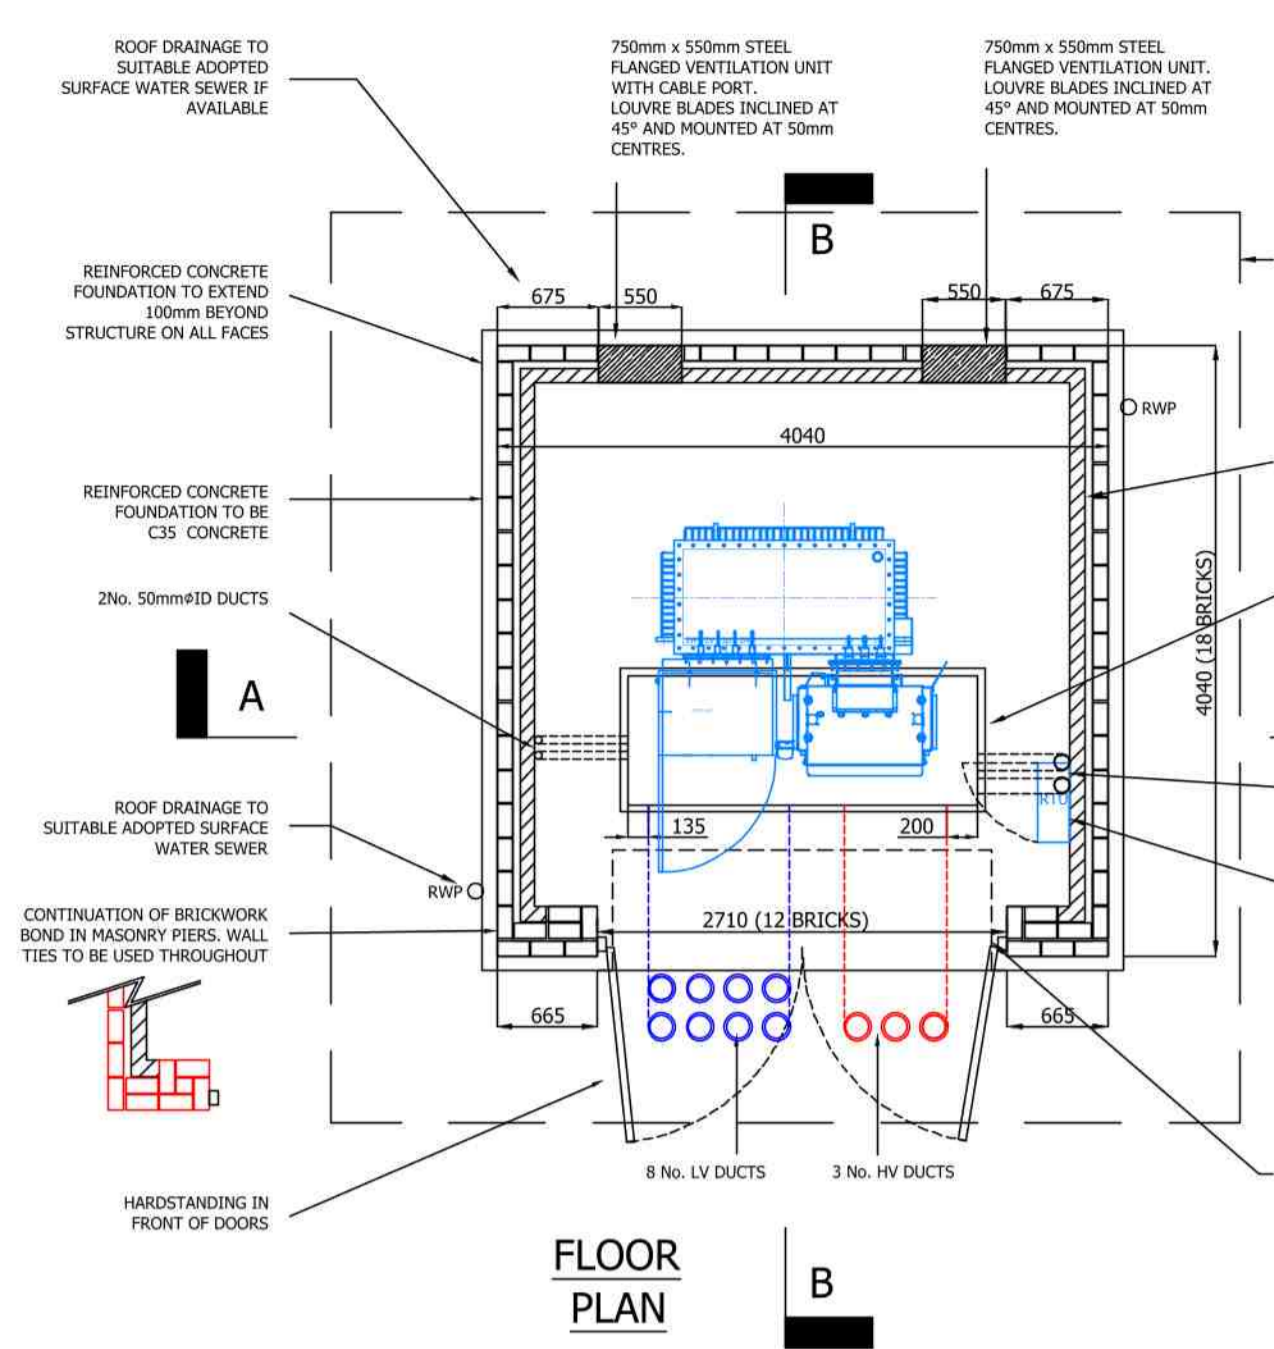 ROOF DRAINAGE TO
SUITABLE ADOPTED
SURFACE WATER SEWER IF
AVAILABLE
750mm x 550mm STEEL
FLANGED VENTILATION UNIT
WITH CABLE PORT.
LOUVRE BLADES INCLINED AT
45° AND MOUNTED AT 50mm
CENTRES.
750mm x 550mm STEEL
FLANGED VENTILATION UNIT.
LOUVRE BLADES INCLINED AT
45° AND MOUNTED AT 50mm
CENTRES.
B
REINFORCED CONCRETE
FOUNDATION TO EXTEND
100mm BEYOND
STRUCTURE ON ALL FACES
675
550
550
675
RWP
4040
REINFORCED CONCRETE
FOUNDATION TO BE
C35 CONCRETE
4040 (18 BRICKS)
2No. 50mmΦID DUCTS
A
RTU
ROOF DRAINAGE TO
SUITABLE ADOPTED SURFACE
WATER SEWER
135
200
RWP
CONTINUATION OF BRICKWORK
BOND IN MASONRY PIERS. WALL
TIES TO BE USED THROUGHOUT
2710 (12 BRICKS)
665
665
8 No. LV DUCTS
3 No. HV DUCTS
HARDSTANDING IN
FRONT OF DOORS
FLOOR
PLAN
B